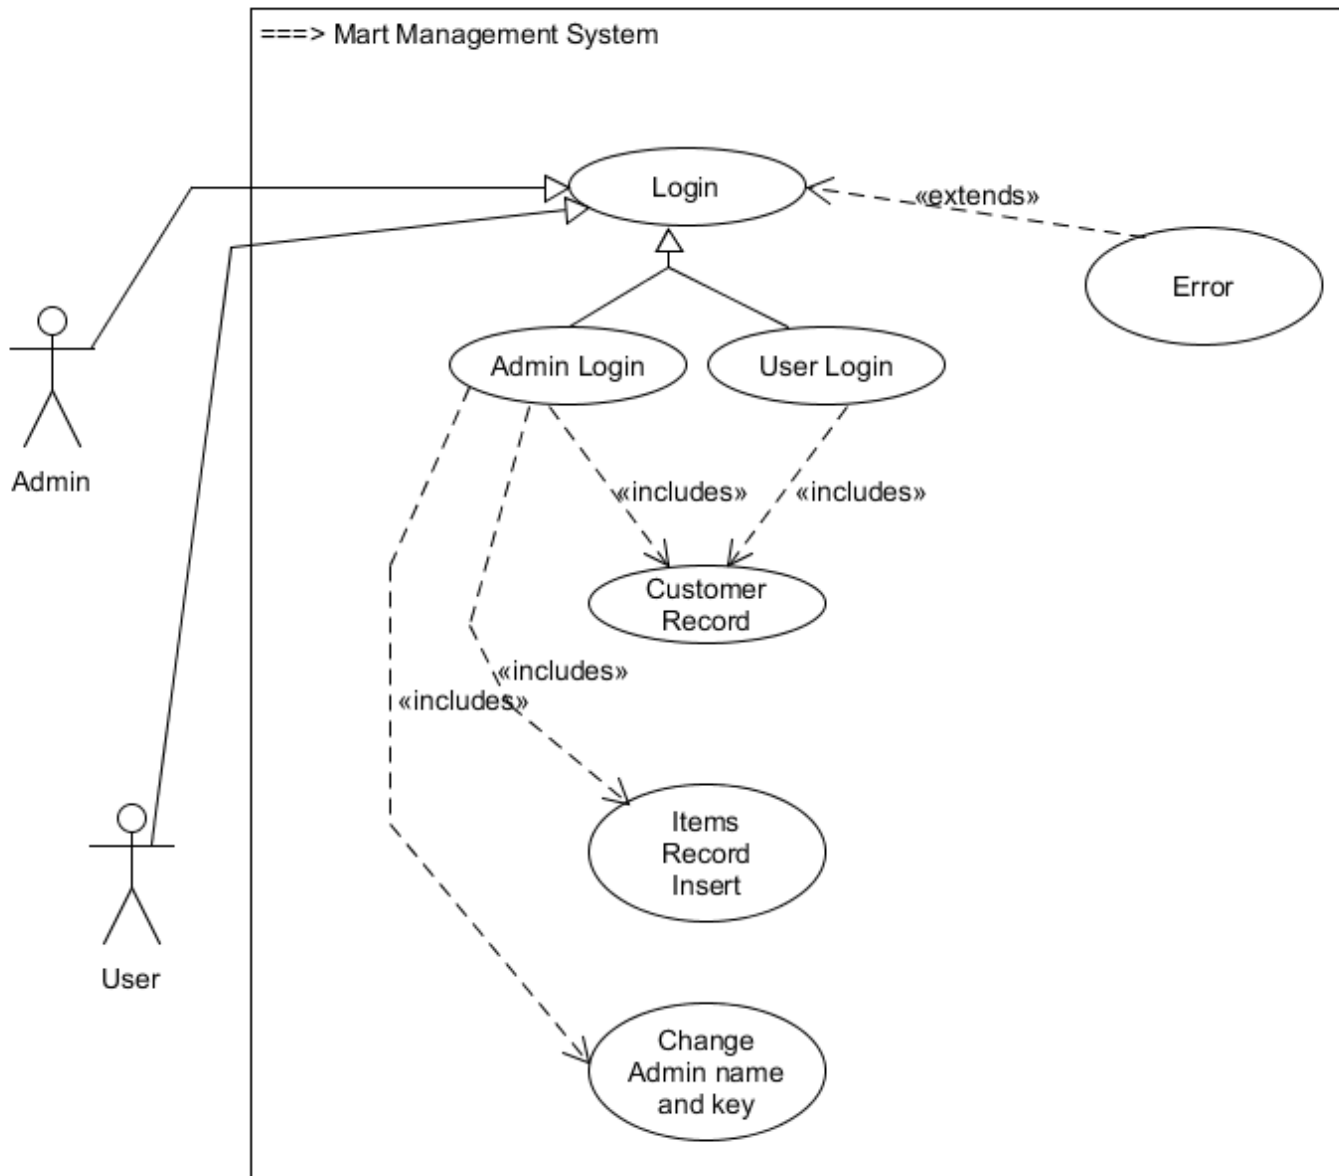 ===> Mart Management System
Login
«extends»
Error
Admin Login
User Login
Admin
«includes»
«includes»
Customer
Record
«includes»
«includes»
Items
Record
Insert
User
Change
Admin name
and key